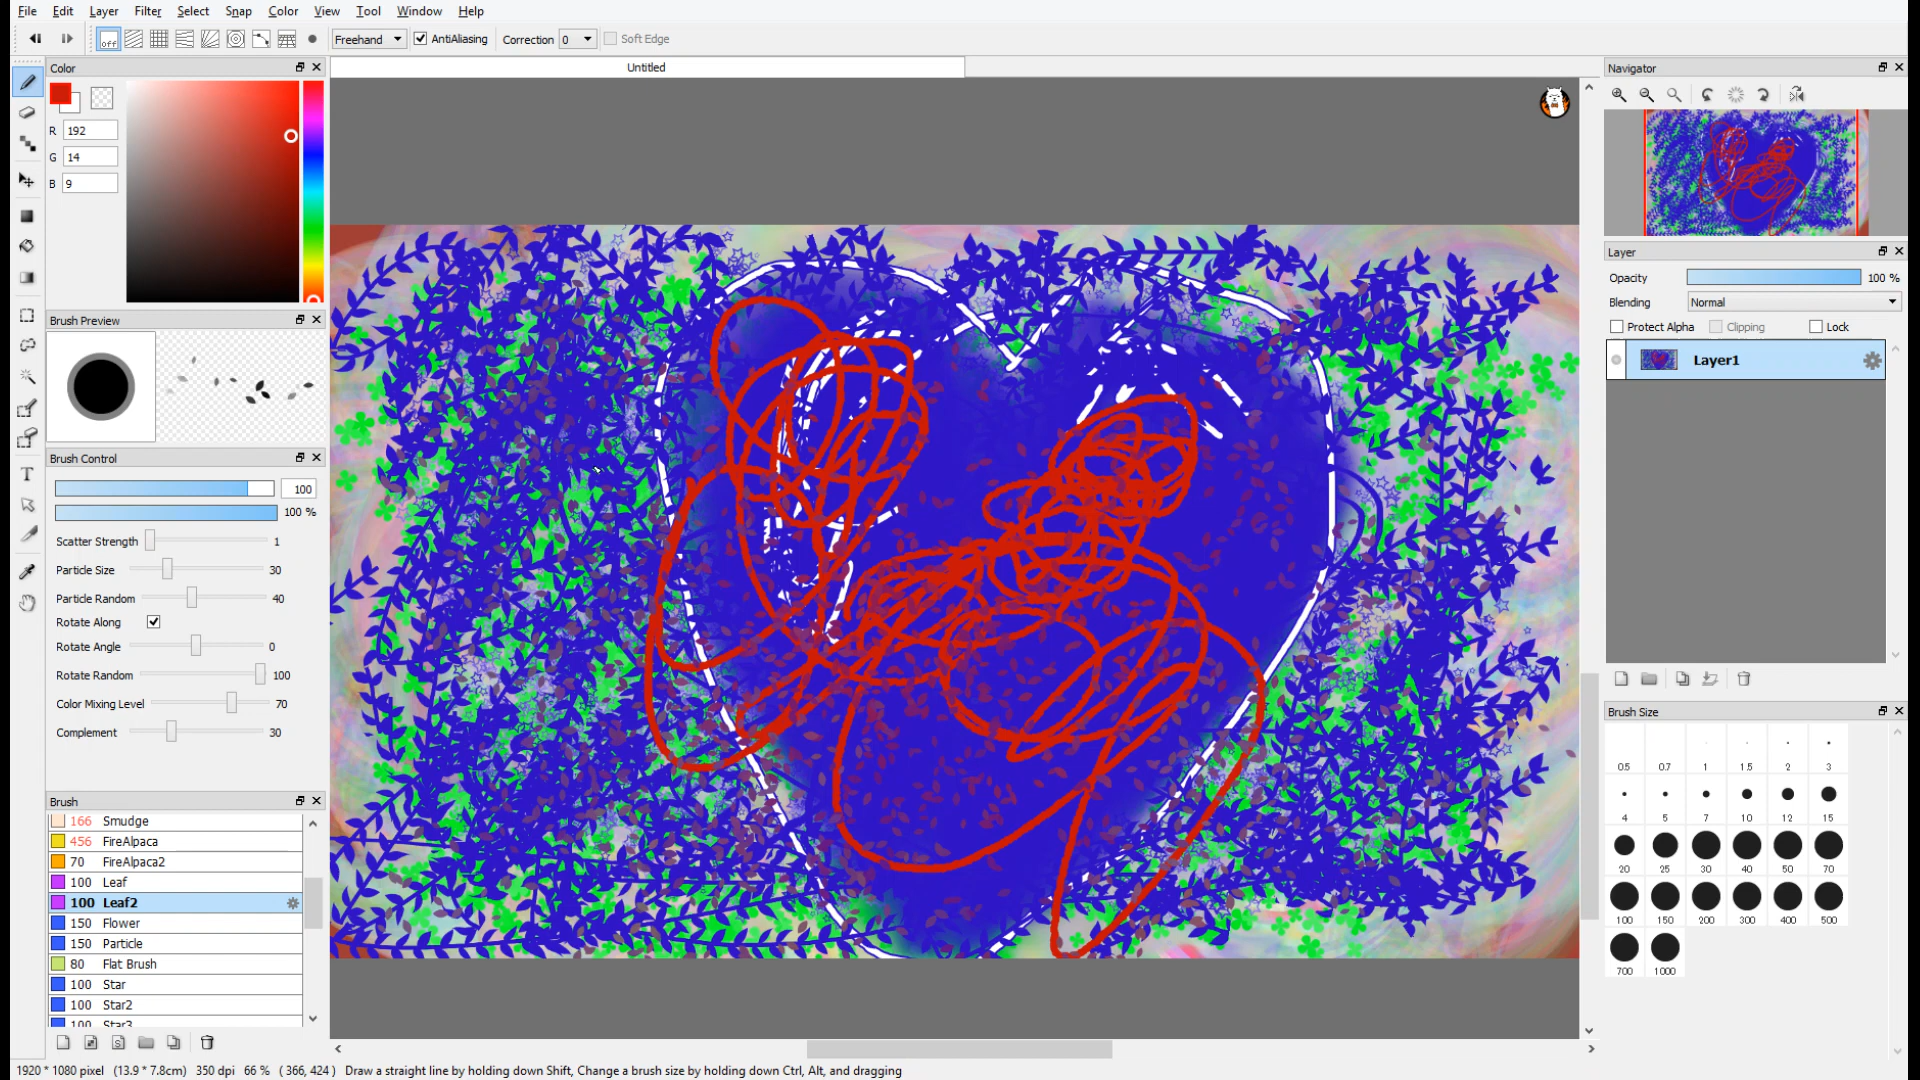 File Edit Layer Filter Select Snap Color View Tool Window Help
off Freehand AntiAliasing Correction 0 Soft Edge
Color
R 192
G 14
B 9
Brush Preview
Brush Control
100
100 %
Scatter Strength 1
Particle Size 30
Particle Random 40
Rotate Along
Rotate Angle 0
Rotate Random 100
Color Mixing Level 70
Complement 30
Brush
166 Smudge
456 FireAlpaca
70 FireAlpaca2
100 Leaf
100 Leaf2
150 Flower
150 Particle
80 Flat Brush
100 Star
100 Star2
100 Star3
Untitled
Navigator
Layer
Opacity 100 %
Blending Normal
Protect Alpha Clipping Lock
Layer1
Brush Size
0.5 0.7 1 1.5 2 3
4 5 7 10 12 15
20 25 30 40 50 70
100 150 200 300 400 500
700 1000
1920 * 1080 pixel (13.9 * 7.8cm) 350 dpi 66 % ( 366, 424 ) Draw a straight line by holding down Shift, Change a brush size by holding down Ctrl, Alt, and dragging